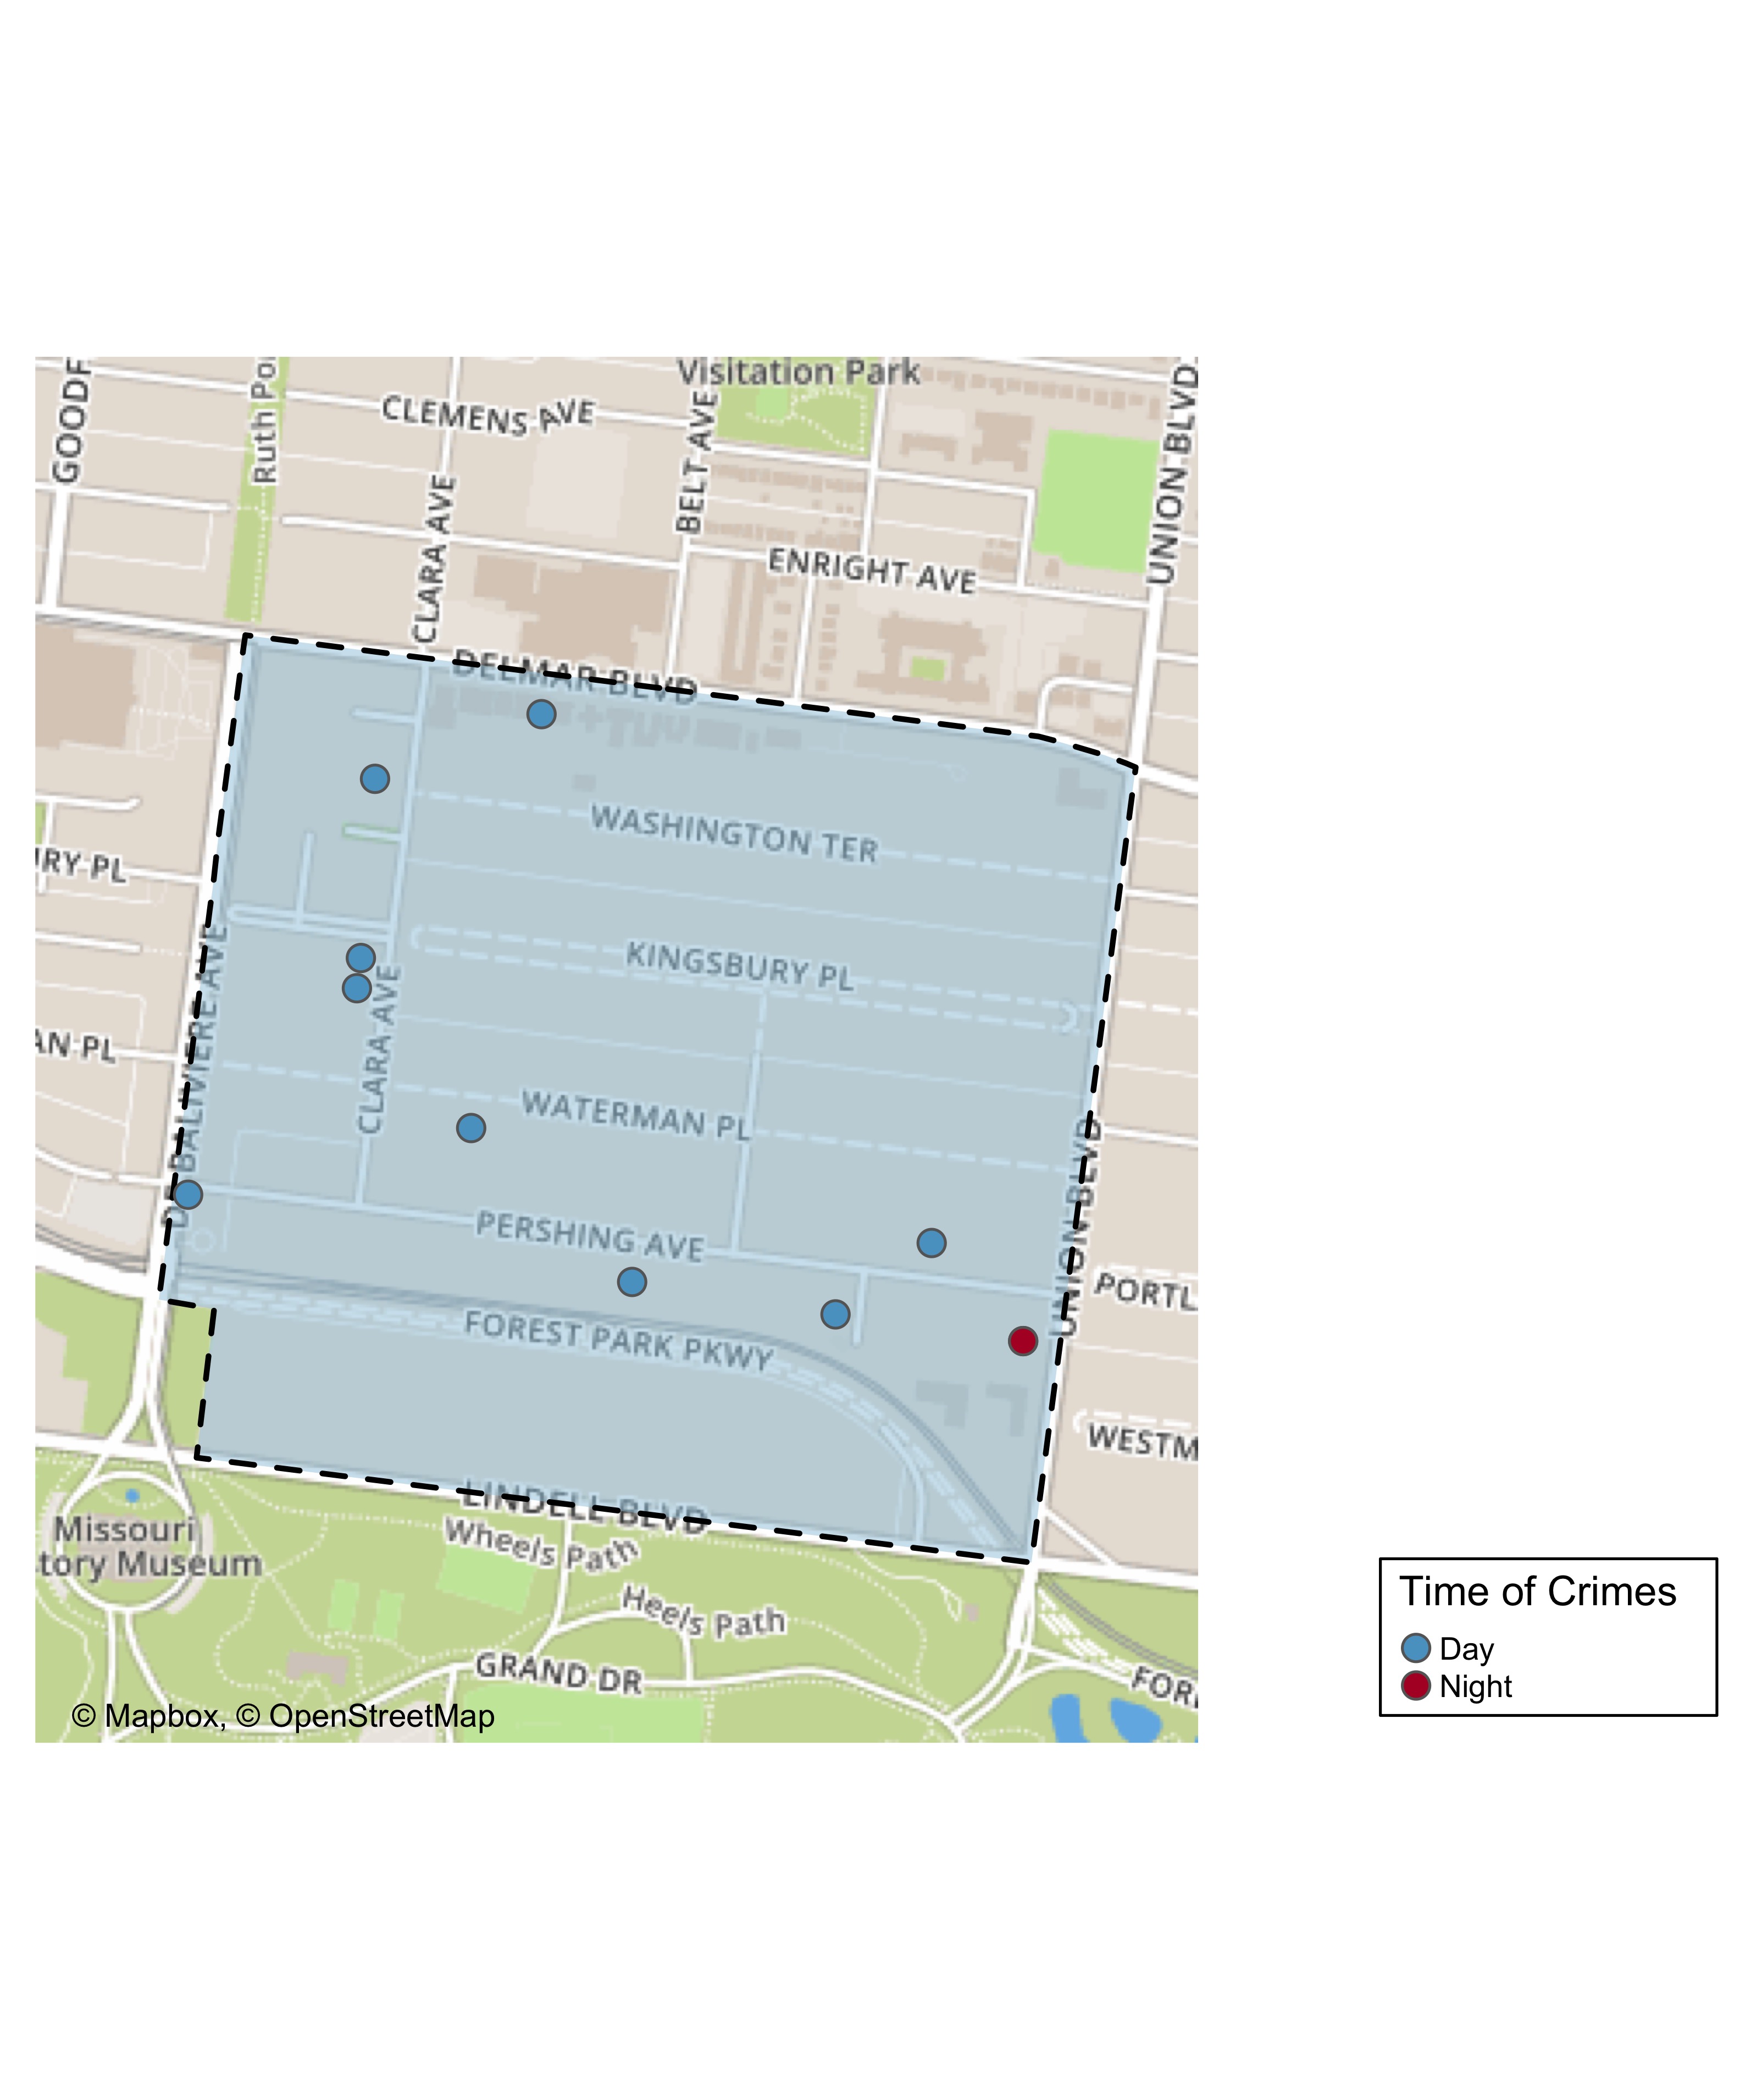 Visitation Park
GOODF
Ruth Po
CLEMENS AVE
BELT AVE
UNION BLVD
CLARA AVE
ENRIGHT AVE
DELMAR BLVD
WASHINGTON TER
RY PL
KINGSBURY PL
DE BALIVIERE AVE
CLARA AVE
AN PL
WATERMAN PL
UNION BLVD
PERSHING AVE
PORTL
FOREST PARK PKWY
WESTM
LINDELL BLVD
Wheels Path
Missouri
tory Museum
Heels Path
GRAND DR
FOR
© Mapbox, © OpenStreetMap
Time of Crimes
Day
Night